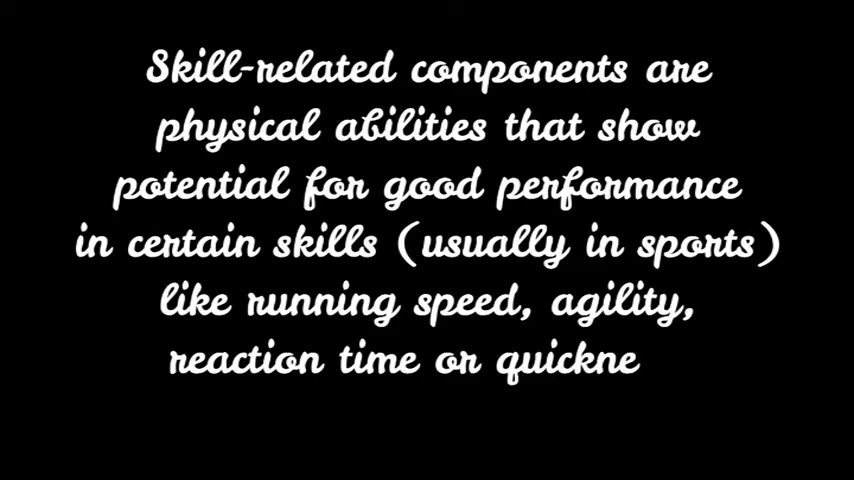 Skill-related components are
physical abilities that show
potential for good performance
in certain skills (usually in sports)
like running speed, agility,
reaction time or quickne